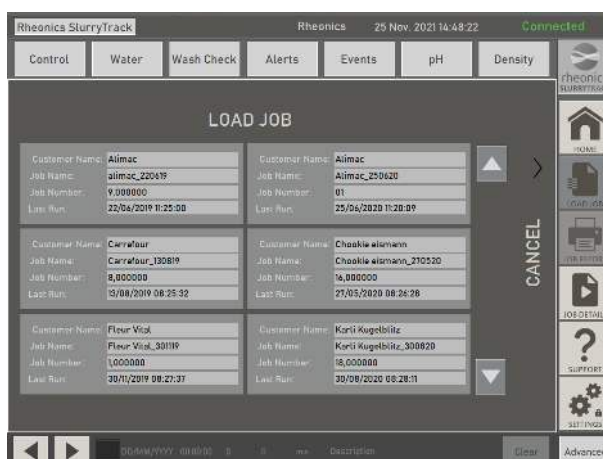 Rheonics SlurryTrack
Rheonics 25 Nov. 2021 14:48:22 Connected
Control Water Wash Check Alerts Events pH Density
rheonic
SLURRYTRAC
LOAD JOB
Customer Name: Alimac
Job Name: alimac_220619
Job Number: 9,000000
Last Run: 22/06/2019 11:25:00
Customer Name: Alimac
Job Name: Alimac_250620
Job Number: 01
Last Run: 25/06/2020 11:20:09
Customer Name: Carrefour
Job Name: Carrefour_130819
Job Number: 8,000000
Last Run: 13/08/2019 08:25:32
Customer Name: Chookie eismann
Job Name: Chookie eismann_270520
Job Number: 16,000000
Last Run: 27/05/2020 08:26:28
Customer Name: Fleur Vital
Job Name: Fleur Vital_301119
Job Number: 1,000000
Last Run: 30/11/2019 08:27:37
Customer Name: Karli Kugelblitz
Job Name: Karli Kugelblitz_300820
Job Number: 18,000000
Last Run: 30/08/2020 08:28:11
CANCEL
HOME
LOAD JOB
JOB DETAIL
SUPPORT
SETTINGS
DD/MM/YYYY 00:00:00 0 0 Description
Clear
Advanced